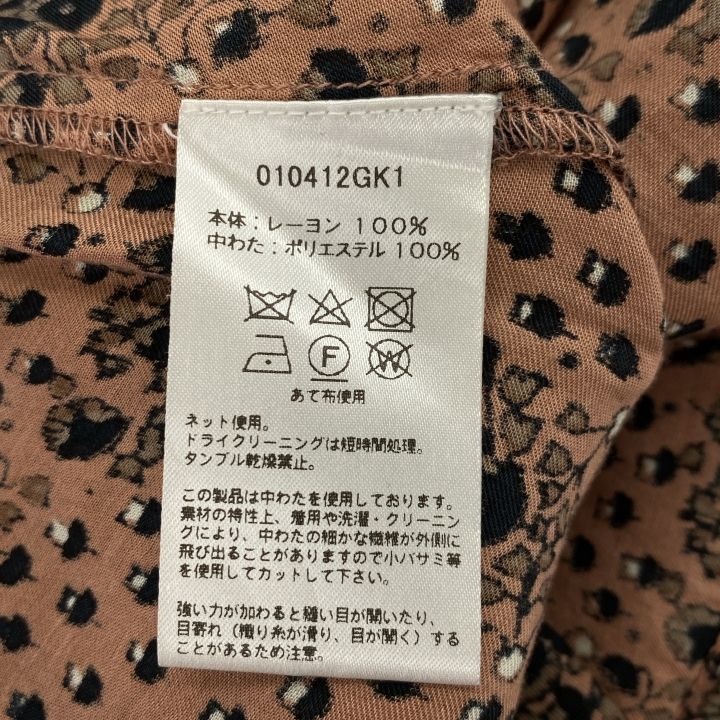 010412GK1
本体：レーヨン 100％
中わた：ポリエステル 100％
F
W
あて布使用
ネット使用。
ドライクリーニングは短時間処理。
タンブル乾燥禁止。
この製品は中わたを使用しております。
素材の特性上、着用や洗濯・クリーニン
グにより、中わたの細かな繊維が外側に
飛び出ることがありますので小バサミ等
を使用してカットして下さい。
強い力が加わると縫い目が開いたり、
目寄れ（織り糸が滑り、目が開く）する
ことがあるため注意。